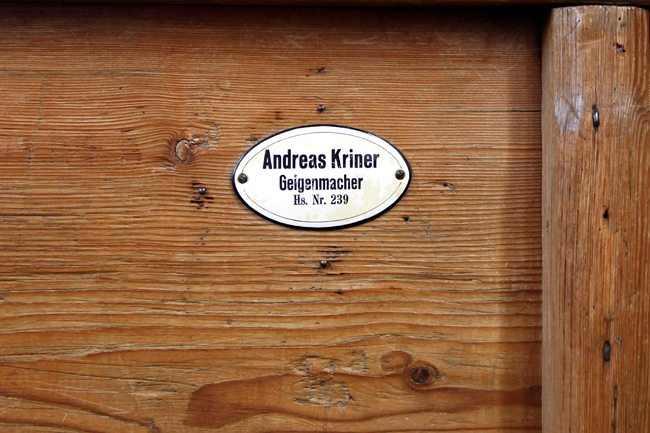 Andreas Kriner
Geigenmacher
Hs. Nr. 239